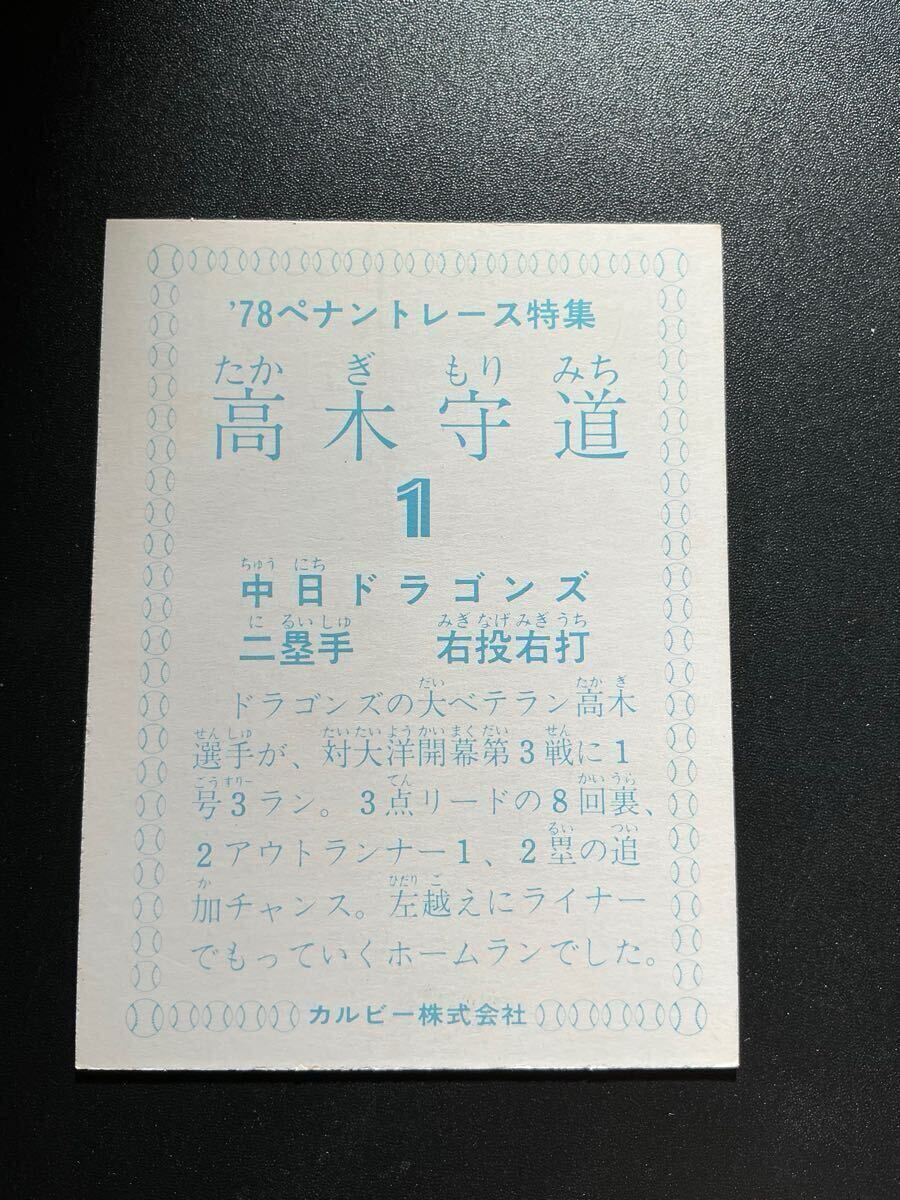 '78ペナントレース特集
たか ぎ もり みち
高木守道
1
ちゅう にち
中日ドラゴンズ
に るい しゅ みぎ なげ みぎ うち
二塁手 右投右打
だい たか ぎ
ドラゴンズの大ベテラン高木
せん しゅ たい たい よう かい まく だい せん
選手が、対大洋開幕第3戦に1
ごう すりー てん かい うら
号3ラン。3点リードの8回裏、
るい つい
2アウトランナー1、2塁の追
か ひだり こ
加チャンス。左越えにライナー
でもっていくホームランでした。
カルビー株式会社